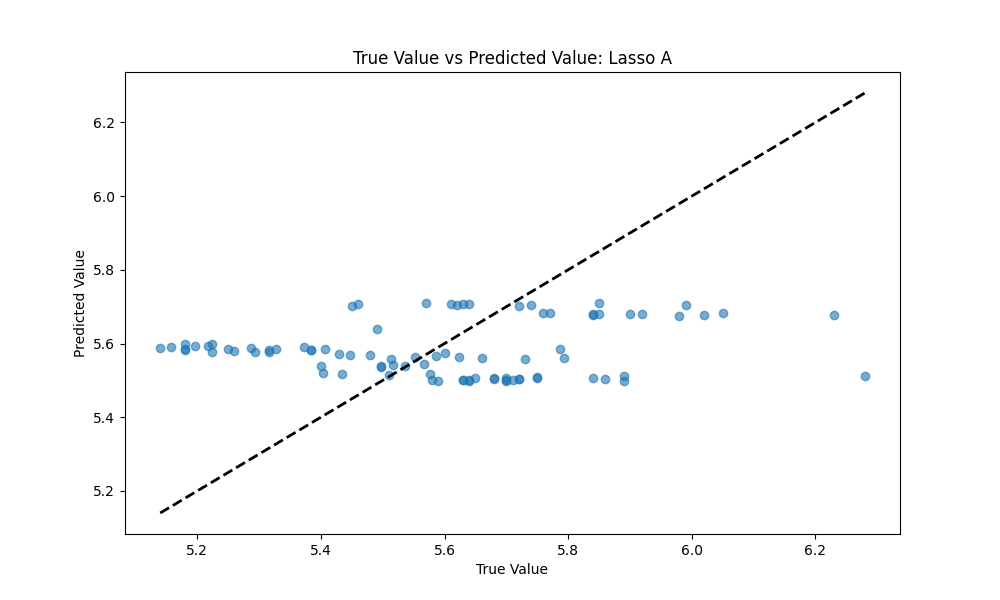 True Value vs Predicted Value: Lasso A
Predicted Value
6.2
6.0
5.8
5.6
5.4
5.2
5.2 5.4 5.6 5.8 6.0 6.2
True Value